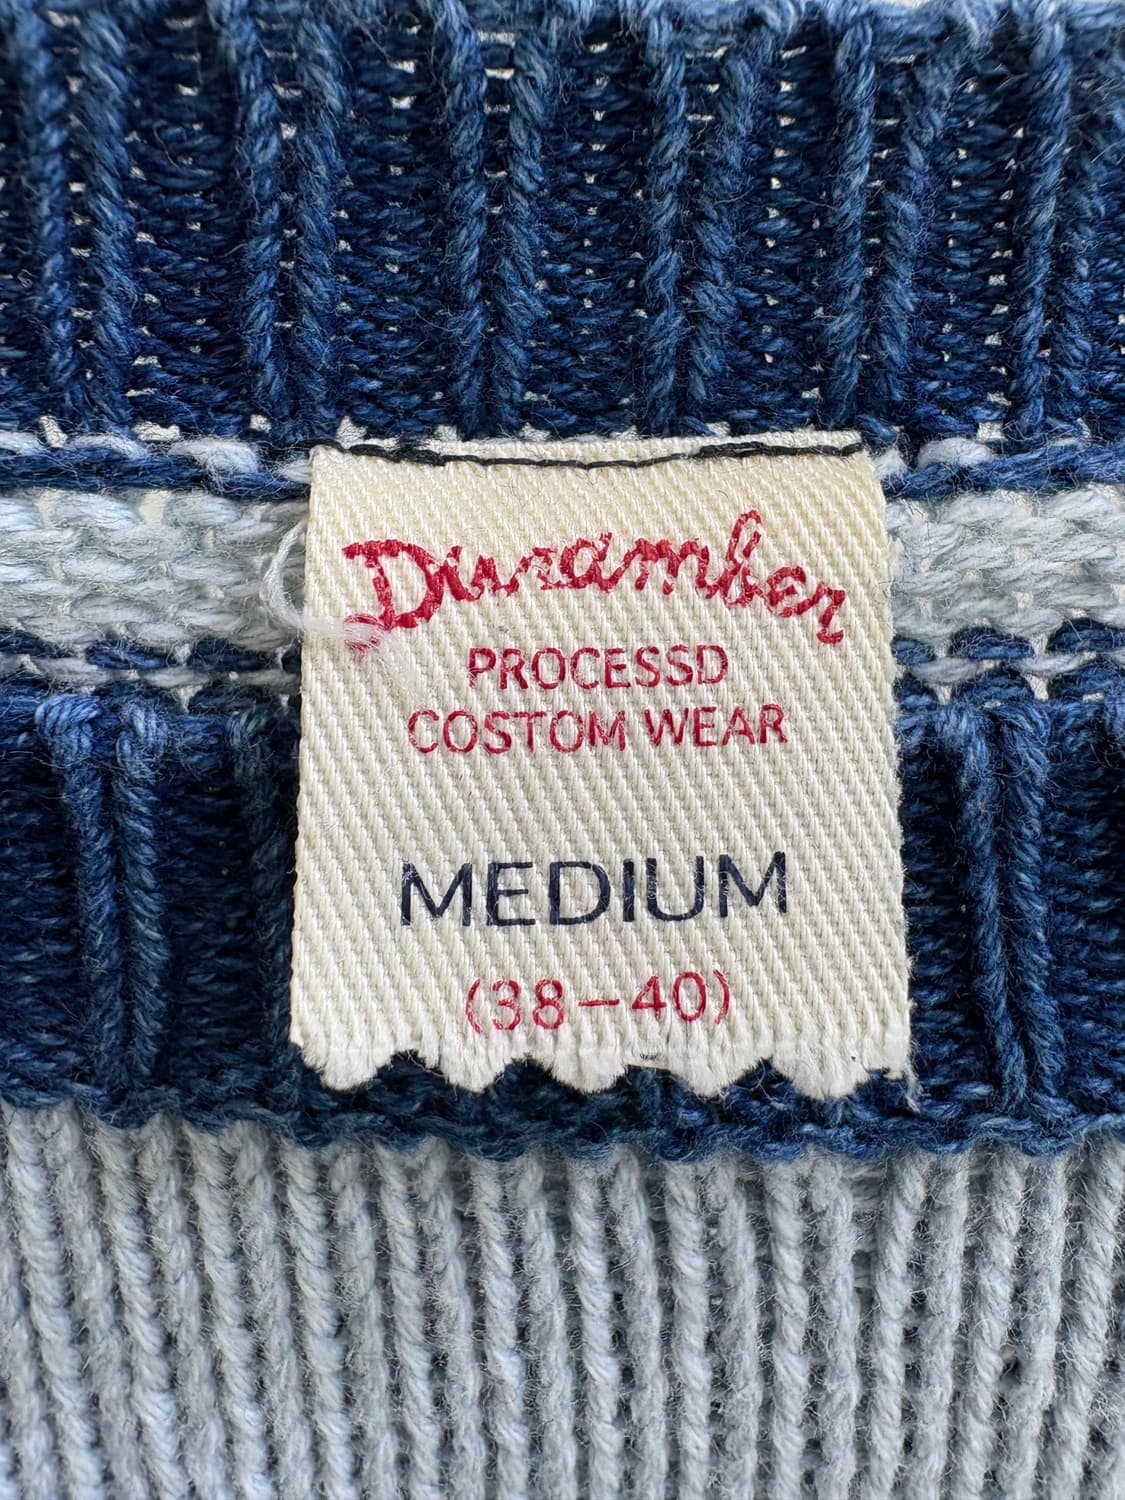 Duramber
PROCESSD
COSTOM WEAR
MEDIUM
(38-40)